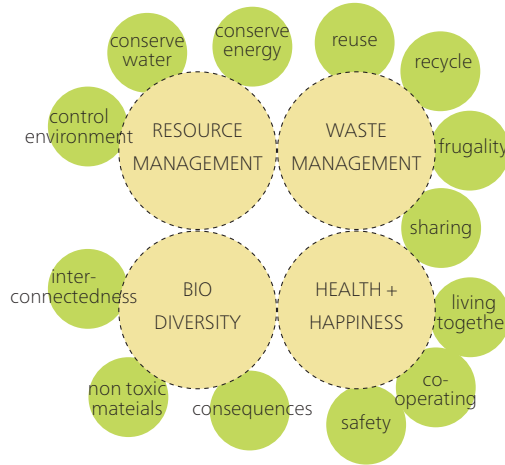 conserve
water
conserve
energy
reuse
recycle
control
environment
RESOURCE
MANAGEMENT
WASTE
MANAGEMENT
frugality
sharing
inter-
connectedness
BIO
DIVERSITY
HEALTH +
HAPPINESS
living
togethe
non toxic
mateials
consequences
safety
co-
operating